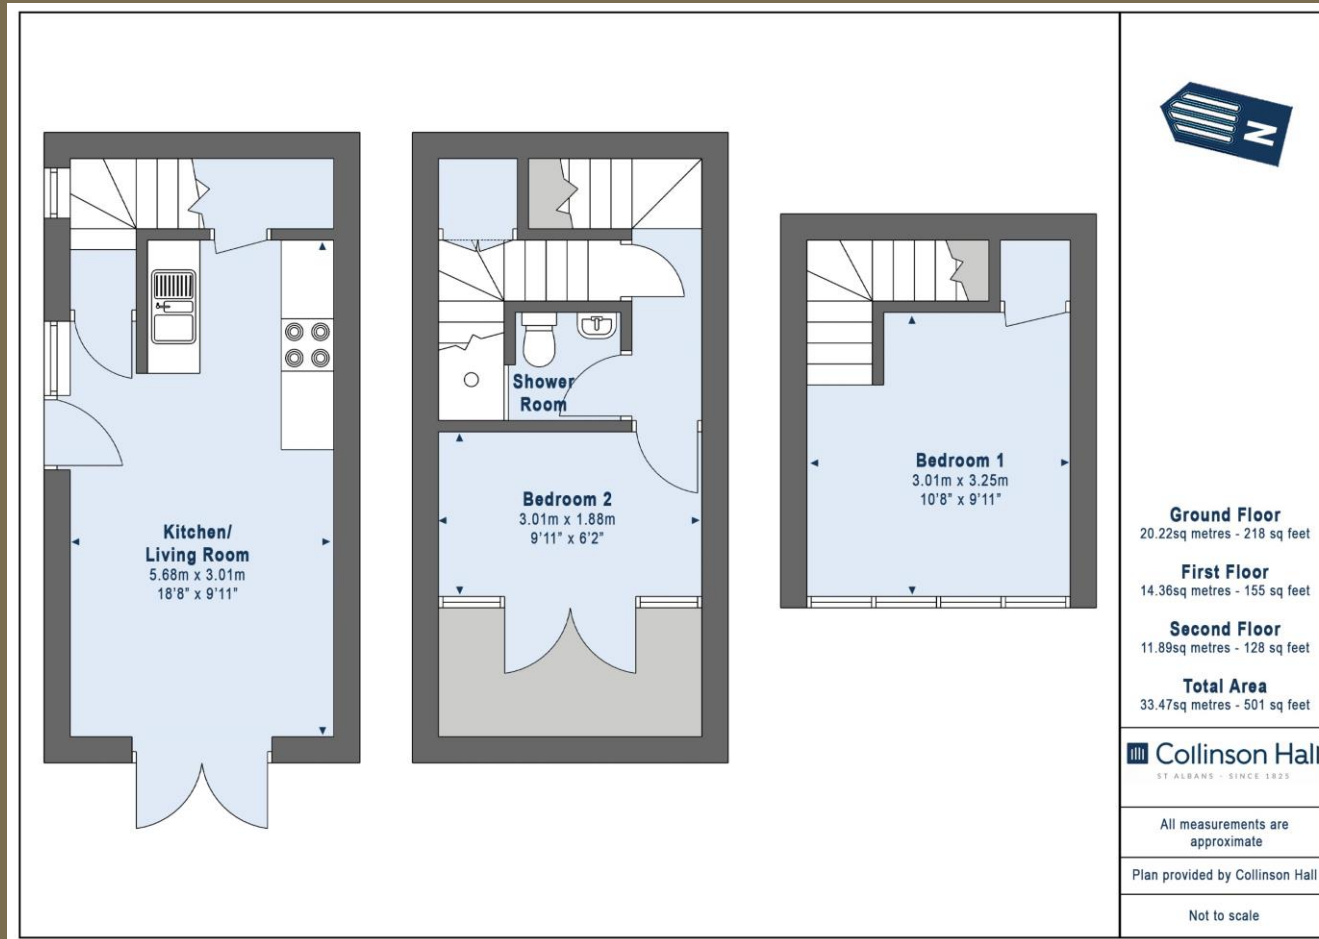 N
Kitchen/
Living Room
5.68m x 3.01m
18'8" x 9'11"
Shower
Room
Bedroom 2
3.01m x 1.88m
9'11" x 6'2"
Bedroom 1
3.01m x 3.25m
10'8" x 9'11"
Ground Floor
20.22sq metres - 218 sq feet
First Floor
14.36sq metres - 155 sq feet
Second Floor
11.89sq metres - 128 sq feet
Total Area
33.47sq metres - 501 sq feet
Collinson Hall
ST ALBANS - SINCE 1825
All measurements are
approximate
Plan provided by Collinson Hall
Not to scale